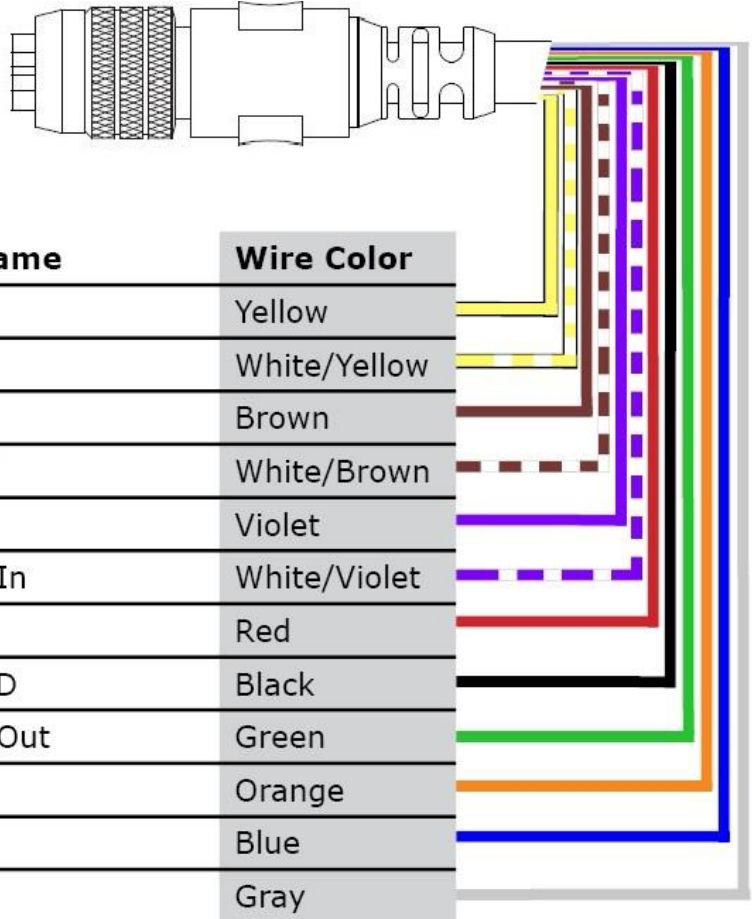 ame Wire Color
Yellow
White/Yellow
Brown
White/Brown
Violet
In White/Violet
Red
D Black
Out Green
Orange
Blue
Gray